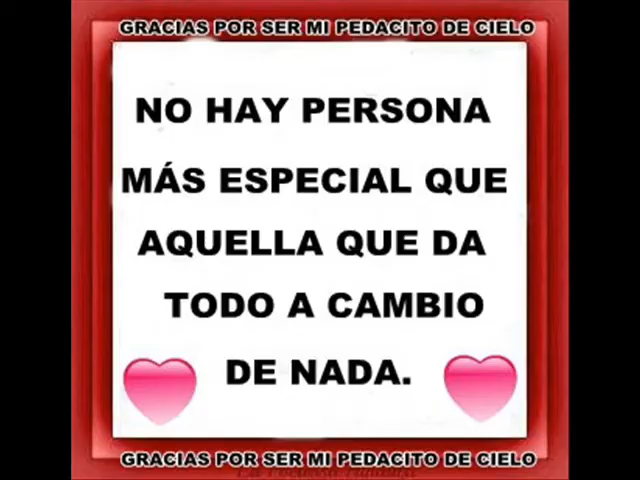 GRACIAS POR SER MI PEDACITO DE CIELO
NO HAY PERSONA
MÁS ESPECIAL QUE
AQUELLA QUE DA
TODO A CAMBIO
DE NADA.
GRACIAS POR SER MI PEDACITO DE CIELO